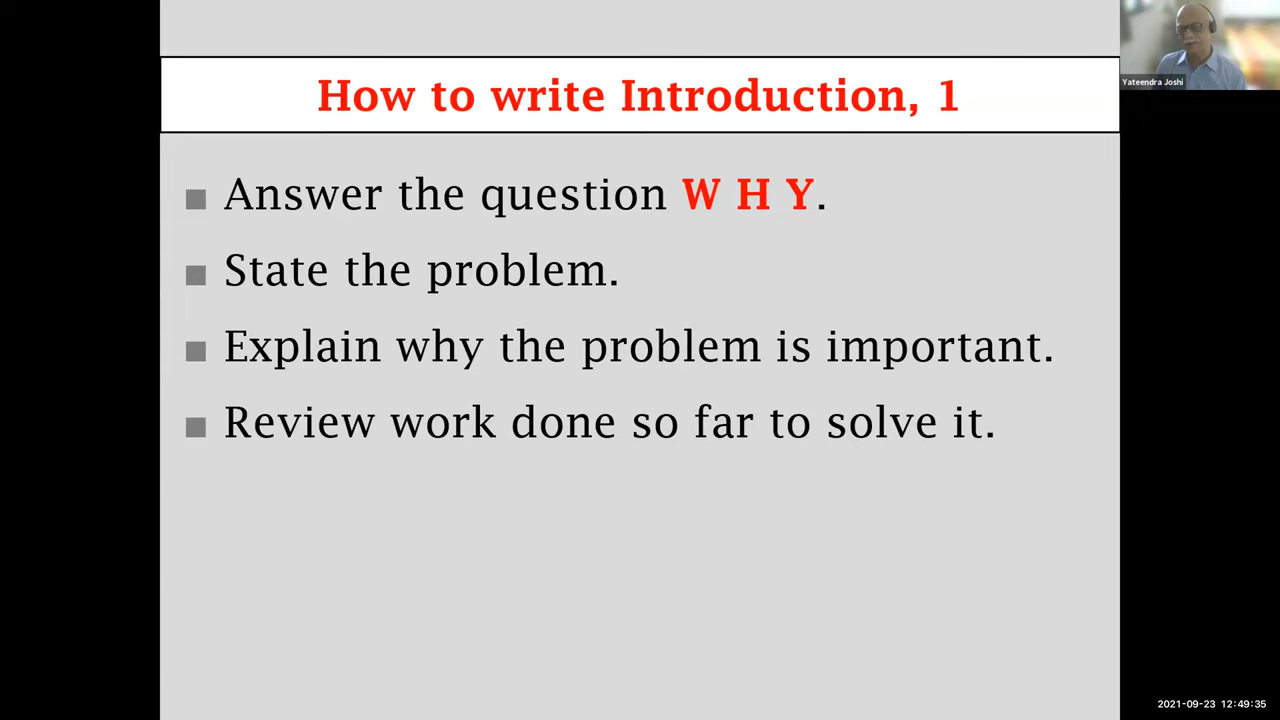 How to write Introduction, 1
Yateendra Joshi
Answer the question W H Y.
State the problem.
Explain why the problem is important.
Review work done so far to solve it.
2021-09-23 12:49:35